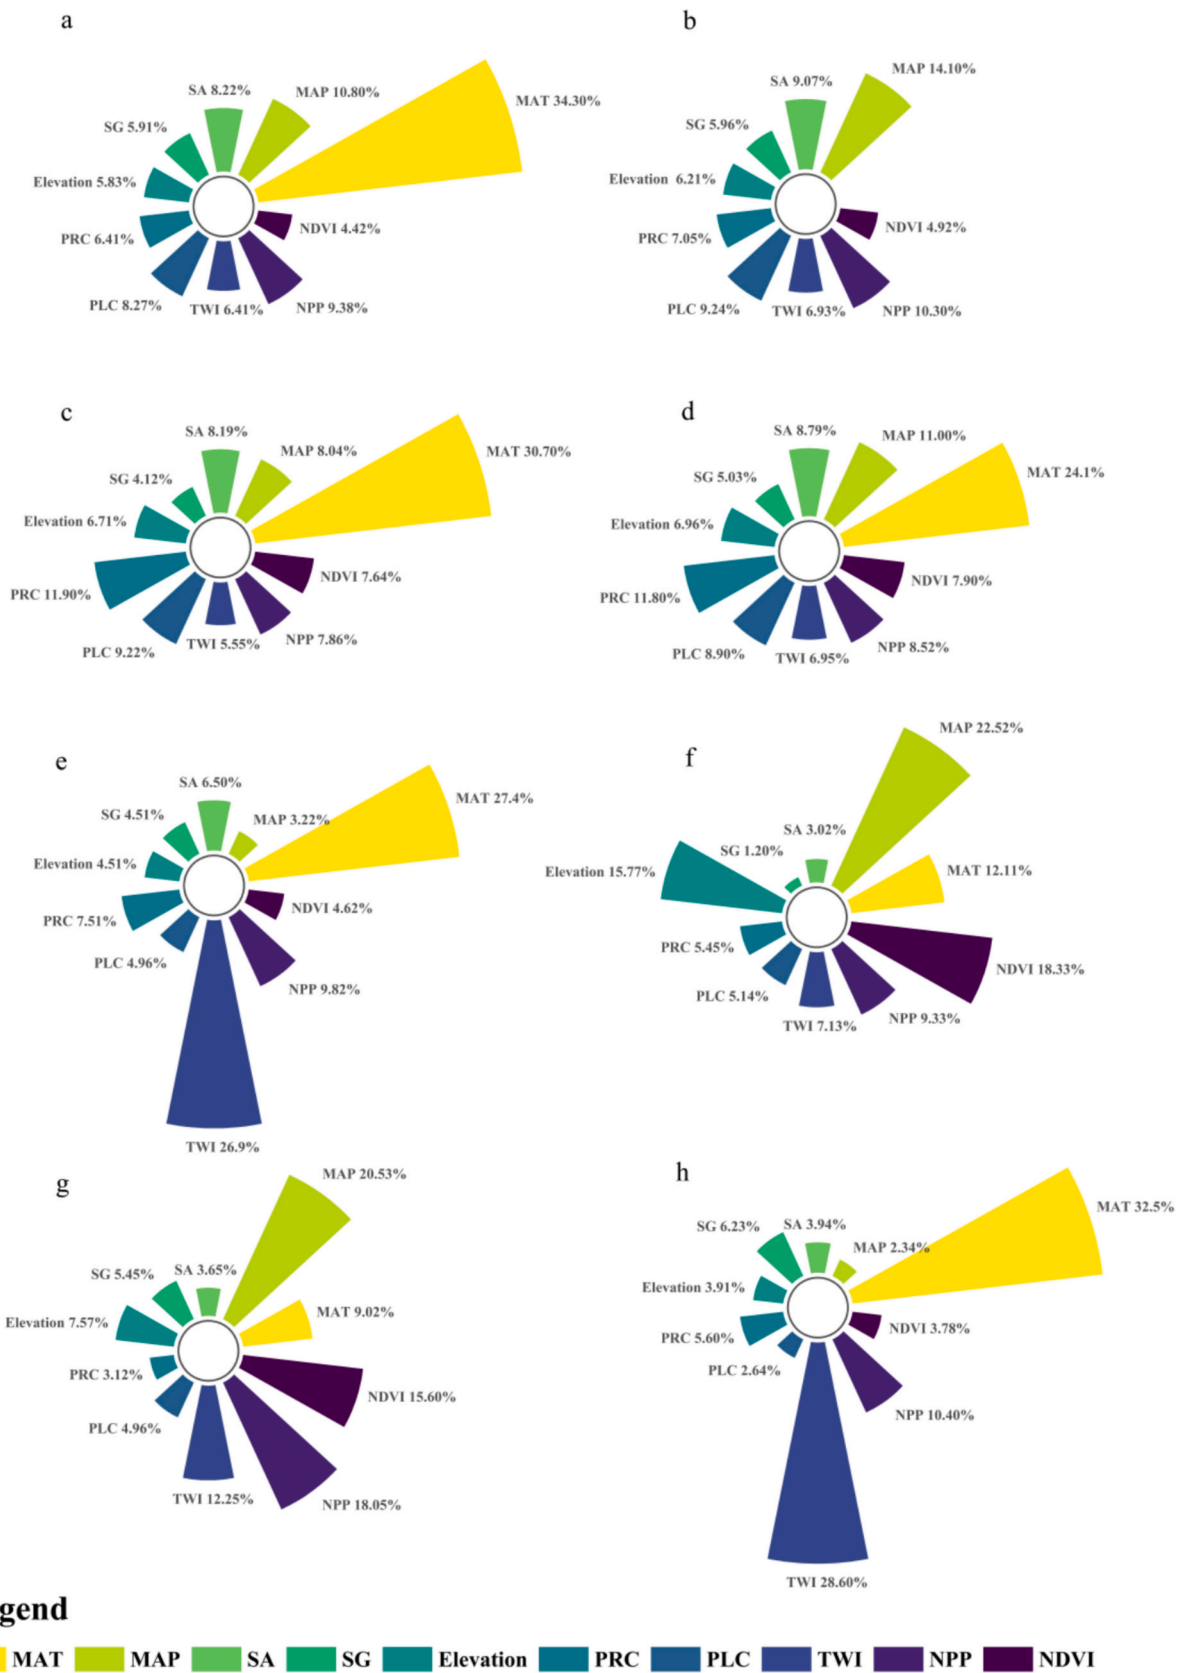 a
SA 8.22%
MAP 10.80%
MAT 34.30%
SG 5.91%
Elevation 5.83%
PRC 6.41%
NDVI 4.42%
PLC 8.27%
TWI 6.41%
NPP 9.38%
b
SA 9.07%
MAP 14.10%
SG 5.96%
Elevation 6.21%
PRC 7.05%
NDVI 4.92%
PLC 9.24%
TWI 6.93%
NPP 10.30%
c
SA 8.19%
MAP 8.04%
MAT 30.70%
SG 4.12%
Elevation 6.71%
NDVI 7.64%
PRC 11.90%
PLC 9.22%
TWI 5.55%
NPP 7.86%
d
SA 8.79%
MAP 11.00%
MAT 24.1%
SG 5.03%
Elevation 6.96%
NDVI 7.90%
PRC 11.80%
PLC 8.90%
TWI 6.95%
NPP 8.52%
e
SA 6.50%
MAT 27.4%
SG 4.51%
MAP 3.22%
Elevation 4.51%
NDVI 4.62%
PRC 7.51%
PLC 4.96%
NPP 9.82%
TWI 26.9%
f
MAP 22.52%
SA 3.02%
SG 1.20%
Elevation 15.77%
MAT 12.11%
PRC 5.45%
NDVI 18.33%
PLC 5.14%
TWI 7.13%
NPP 9.33%
g
MAP 20.53%
SG 5.45%
SA 3.65%
MAT 9.02%
Elevation 7.57%
PRC 3.12%
NDVI 15.60%
PLC 4.96%
TWI 12.25%
NPP 18.05%
h
MAT 32.5%
SG 6.23%
SA 3.94%
MAP 2.34%
Elevation 3.91%
NDVI 3.78%
PRC 5.60%
PLC 2.64%
NPP 10.40%
TWI 28.60%
gend
MAT MAP SA SG Elevation PRC PLC TWI NPP NDVI